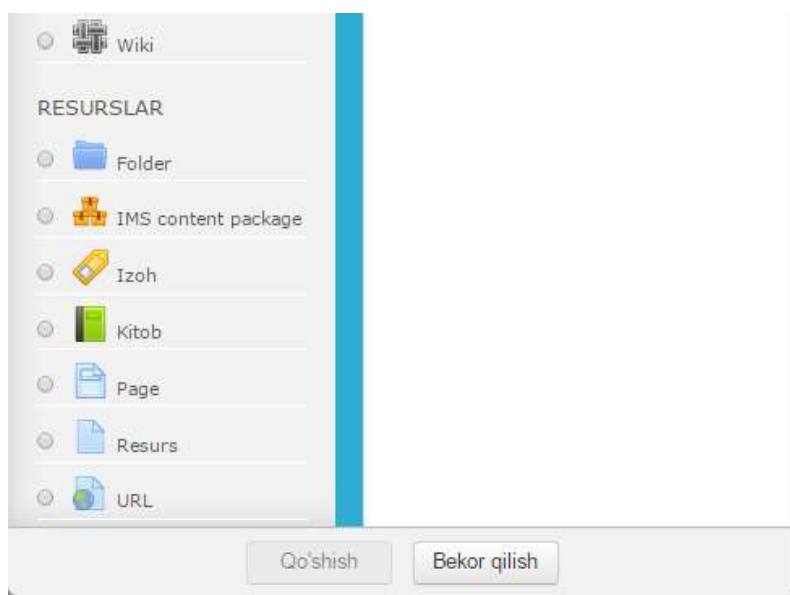 Wiki
RESURSLAR
Folder
IMS content package
Izoh
Kitob
Page
Resurs
URL
Qo'shish Bekor qilish